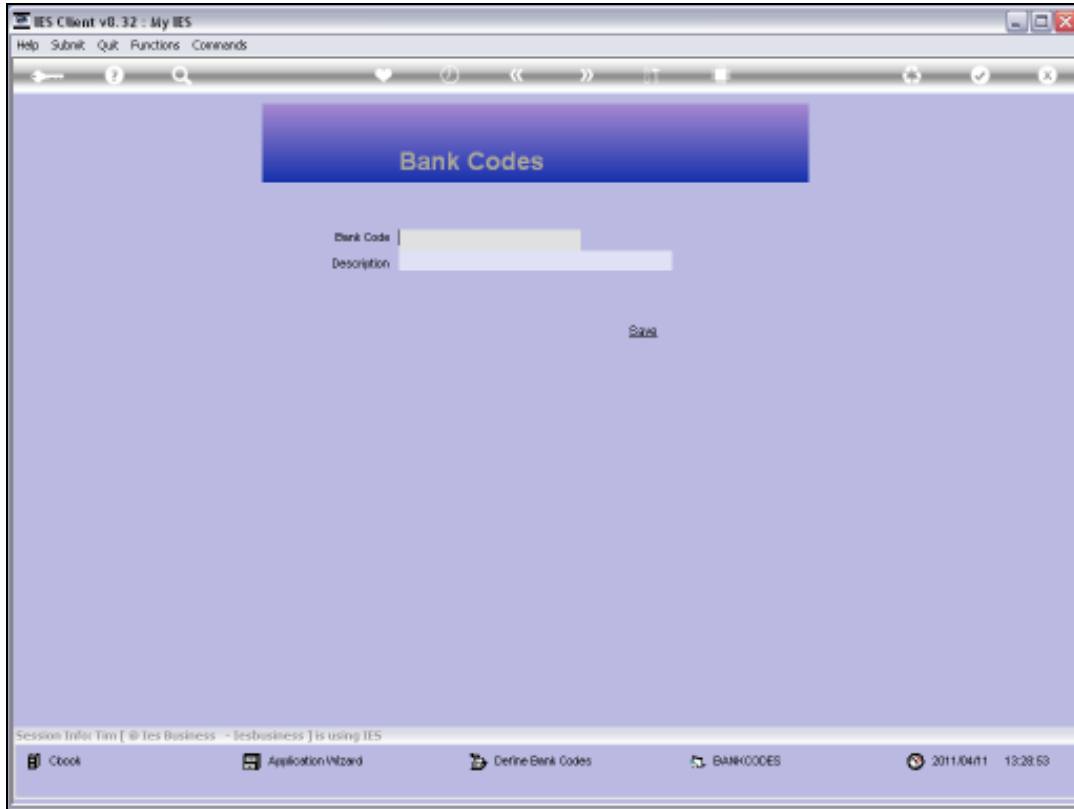 IES Client v8.32 : My IES
Help Submit Quit Functions Commands
Bank Codes
Bank Code
Description
Save
Session Info: Tim [ @ Ies Business - Iesbusiness ] is using IES
Cbook Application Wizard Define Bank Codes BANKCODES 2011/04/11 13:28:53